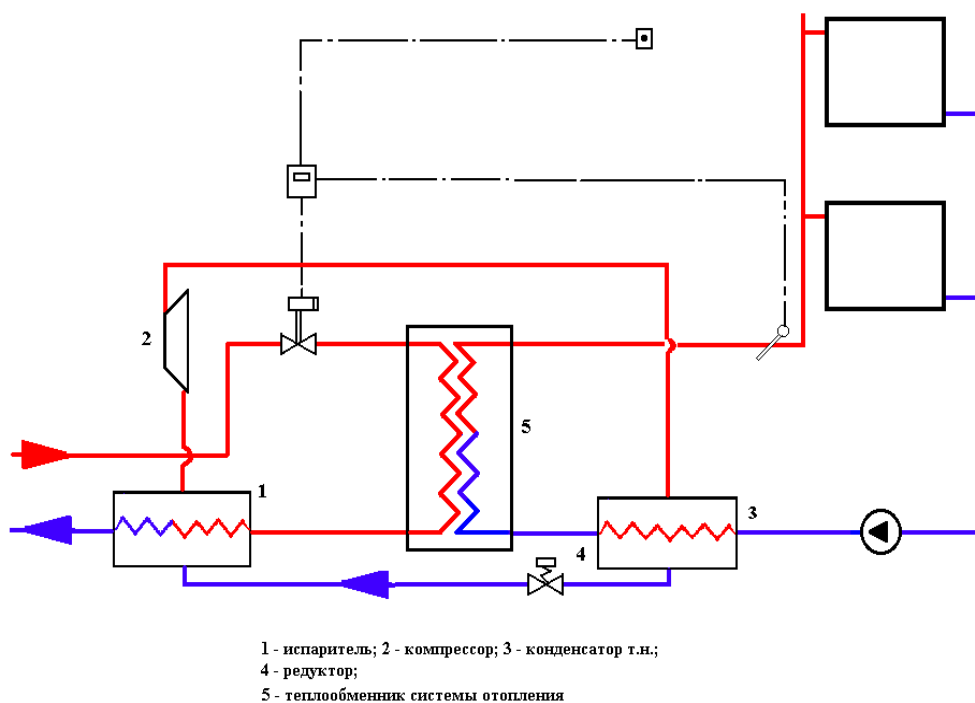 2
5
1
3
4
1 - испаритель; 2 - компрессор; 3 - конденсатор т.н.;
4 - редуктор;
5 - теплообменник системы отопления